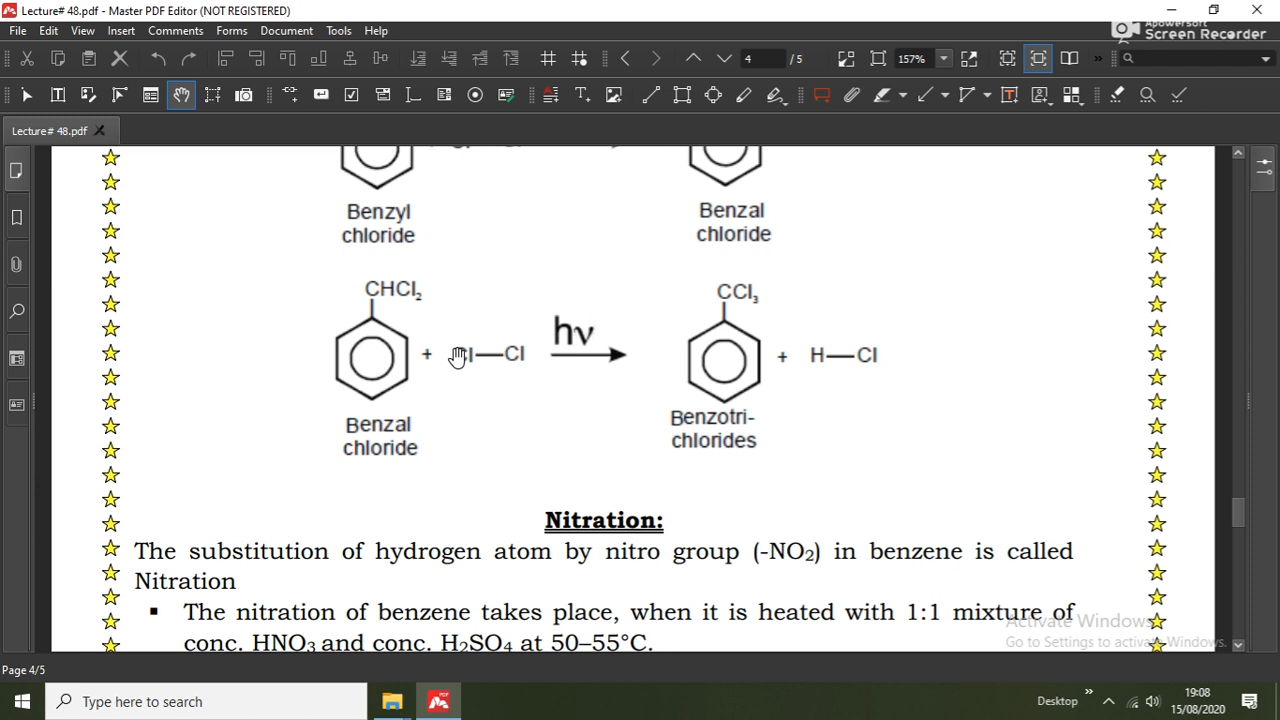 Lecture# 48.pdf - Master PDF Editor (NOT REGISTERED)
File Edit View Insert Comments Forms Document Tools Help
Apowersoft
Screen Recorder
4 / 5
157%
Lecture# 48.pdf
Benzyl
chloride
Benzal
chloride
CHCl₂
CCl₃
+ Cl—Cl hν + H—Cl
Benzal
chloride
Benzotri-
chlorides
Nitration:
The substitution of hydrogen atom by nitro group (-NO₂) in benzene is called
Nitration
▪ The nitration of benzene takes place, when it is heated with 1:1 mixture of
conc. HNO₃ and conc. H₂SO₄ at 50–55°C.
Activate Windows
Go to Settings to activate Windows.
Page 4/5
Type here to search
Desktop
19:08
15/08/2020